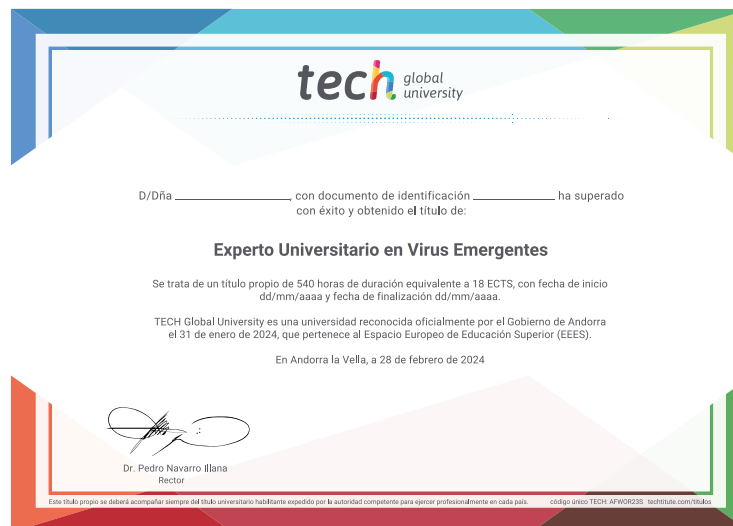 tech global university
D/Dña ________________, con documento de identificación ____________ ha superado
con éxito y obtenido el título de:
Experto Universitario en Virus Emergentes
Se trata de un título propio de 540 horas de duración equivalente a 18 ECTS, con fecha de inicio
dd/mm/aaaa y fecha de finalización dd/mm/aaaa.
TECH Global University es una universidad reconocida oficialmente por el Gobierno de Andorra
el 31 de enero de 2024, que pertenece al Espacio Europeo de Educación Superior (EEES).
En Andorra la Vella, a 28 de febrero de 2024
Dr. Pedro Navarro Illana
Rector
Este título propio se deberá acompañar siempre del título universitario habilitante expedido por la autoridad competente para ejercer profesionalmente en cada país. código único TECH: AFWOR23S techtitute.com/titulos